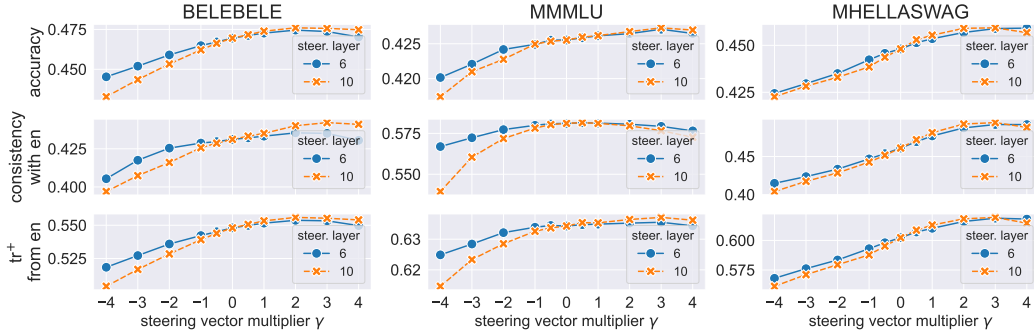 BELEBELE MMMLU MHELLASWAG
accuracy
0.475
0.450
steer. layer
6
10
0.425
0.420
steer. layer
6
10
0.450
0.425
steer. layer
6
10
consistency
with en
0.425
0.400
steer. layer
6
10
0.575
0.550
steer. layer
6
10
0.45
0.40
steer. layer
6
10
tr+
from en
0.550
0.525
steer. layer
6
10
0.63
0.62
steer. layer
6
10
0.600
0.575
steer. layer
6
10
−4 −3 −2 −1 0 1 2 3 4
−4 −3 −2 −1 0 1 2 3 4
−4 −3 −2 −1 0 1 2 3 4
steering vector multiplier γ
steering vector multiplier γ
steering vector multiplier γ